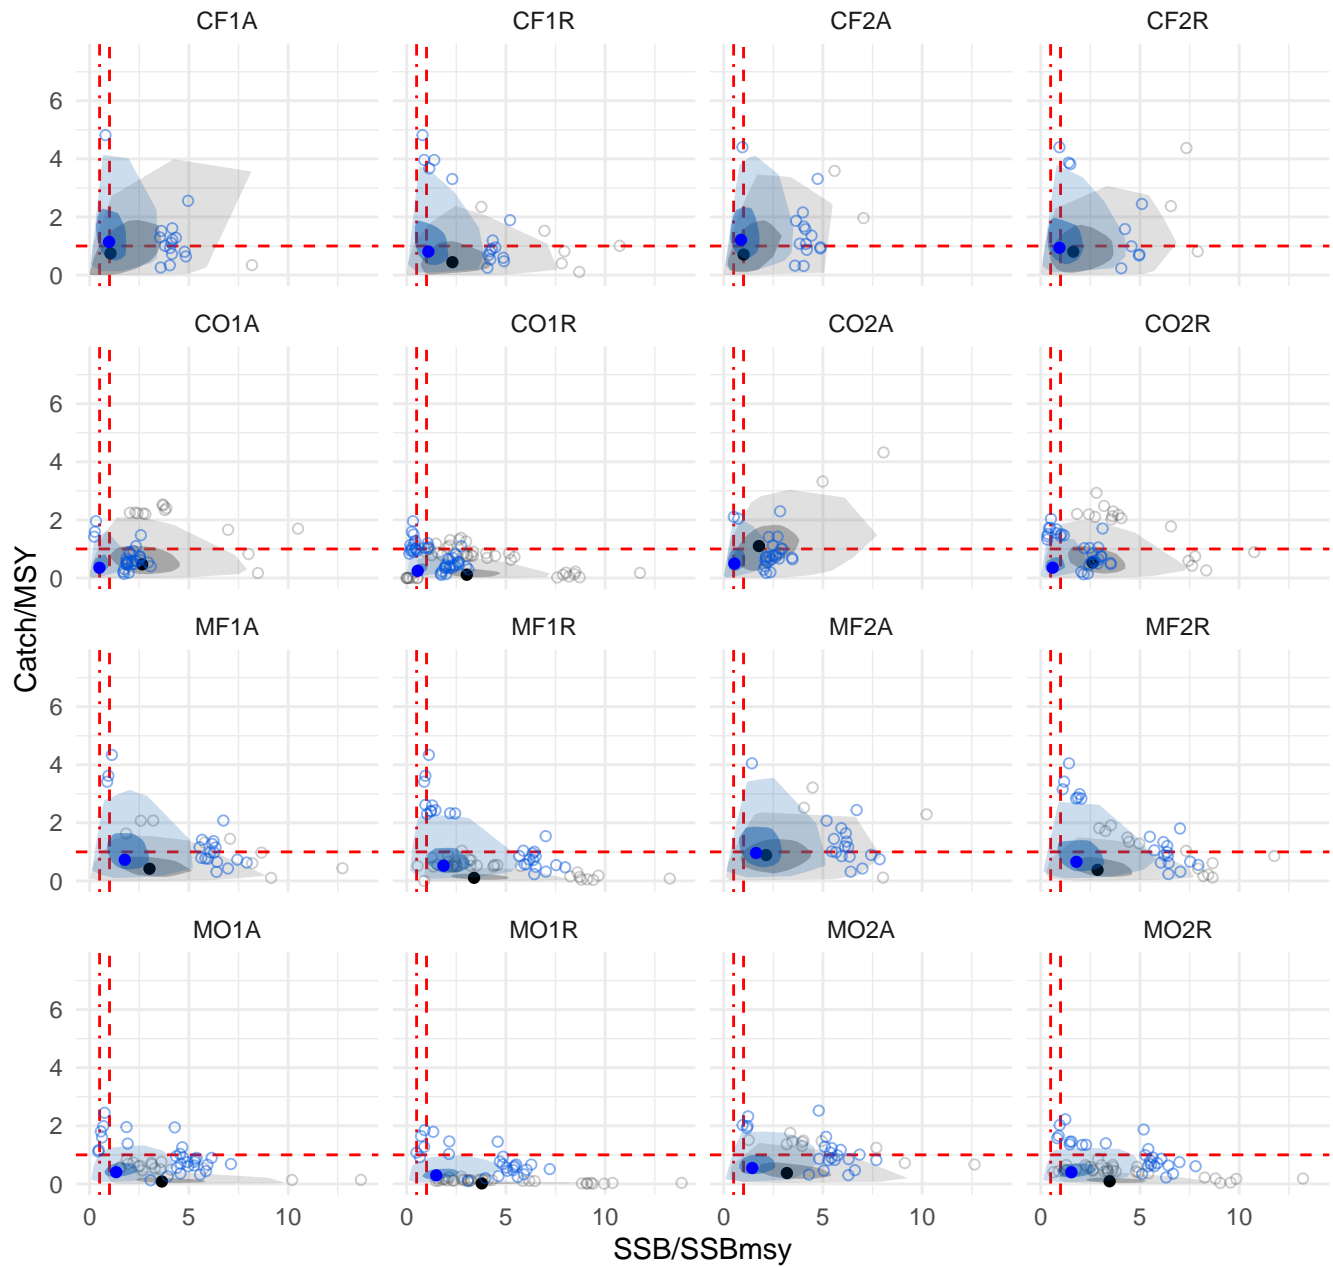 CF1A CF1R CF2A CF2R
6
4
2
0
CO1A CO1R CO2A CO2R
6
4
2
0
MF1A MF1R MF2A MF2R
6
4
2
0
MO1A MO1R MO2A MO2R
6
4
2
0
0 5 10 0 5 10 0 5 10 0 5 10
SSB/SSBmsy
Catch/MSY